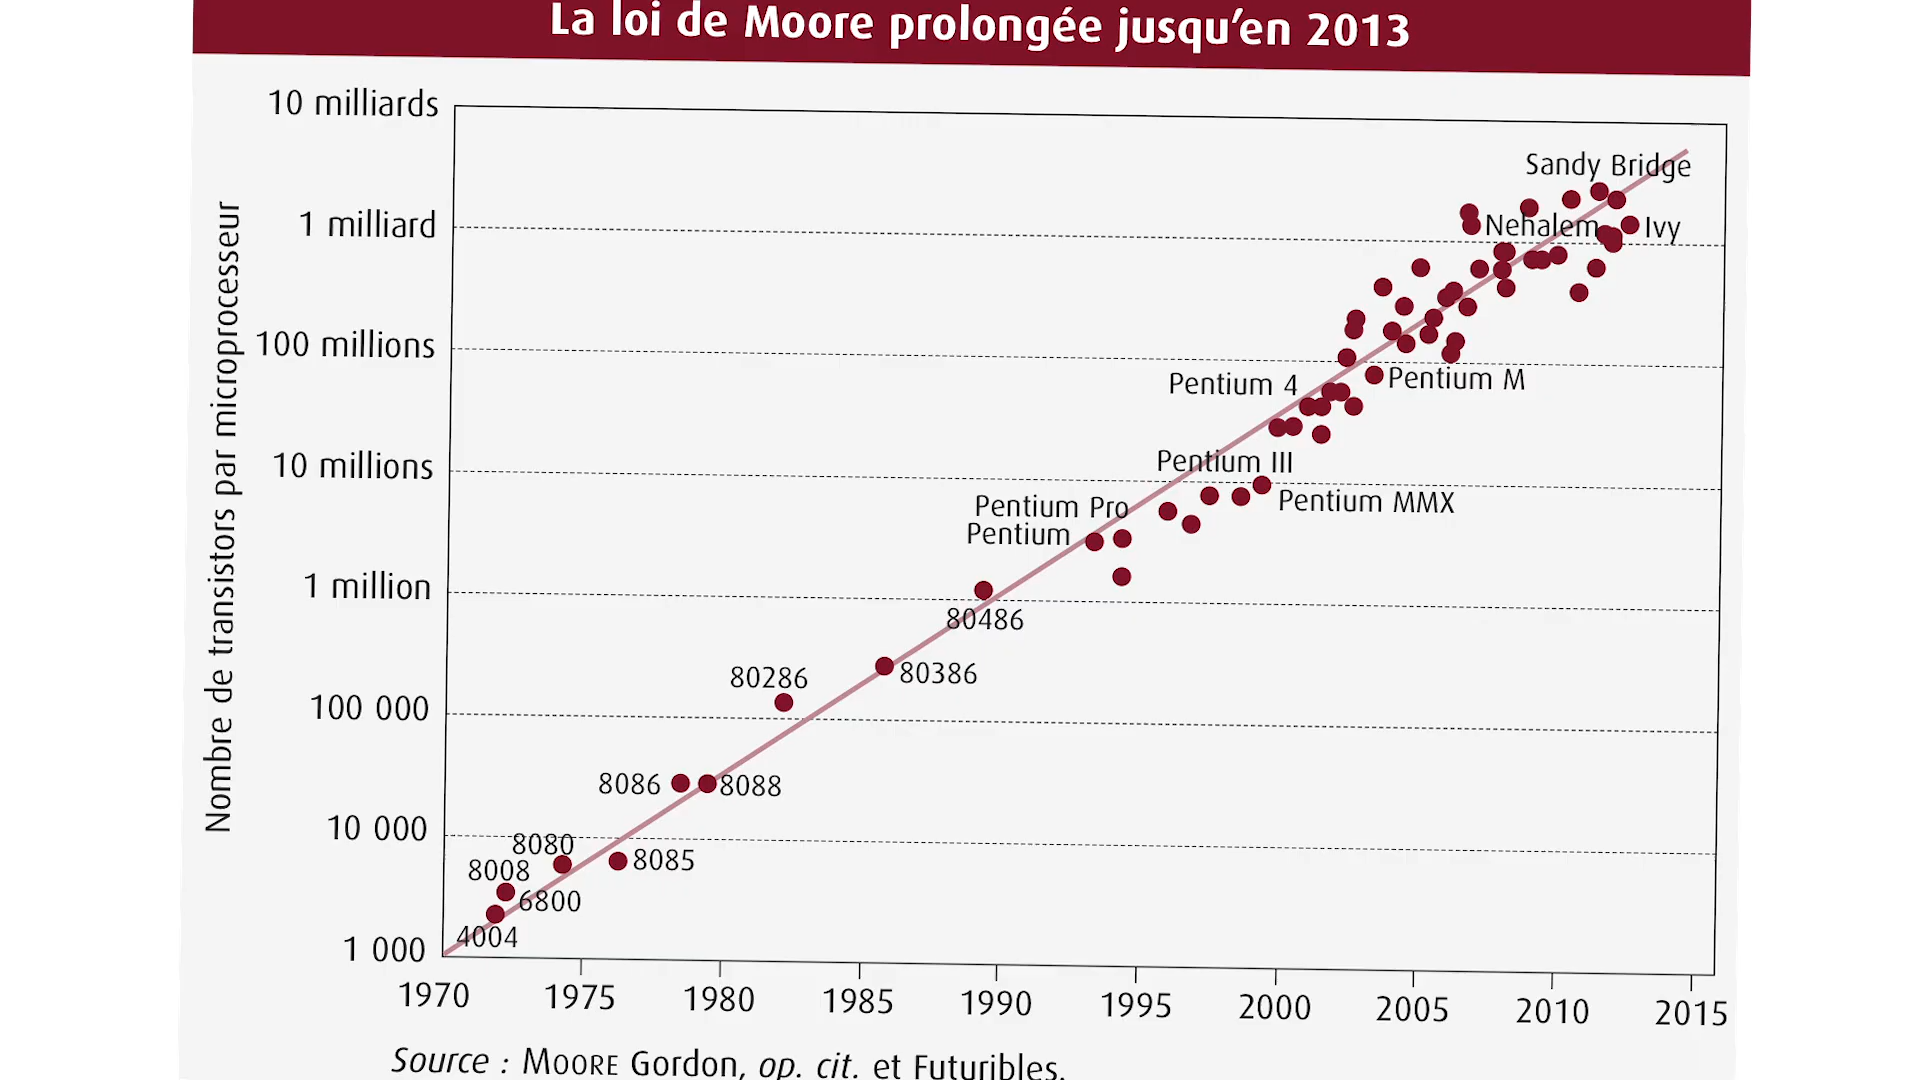 La loi de Moore prolongée jusqu'en 2013
Nombre de transistors par microprocesseur
10 milliards
1 milliard
100 millions
10 millions
1 million
100 000
10 000
1 000
Sandy Bridge
Nehalem
Ivy
Pentium 4
Pentium M
Pentium III
Pentium MMX
Pentium Pro
Pentium
80486
80286
80386
8086
8088
8080
8085
8008
6800
4004
1970 1975 1980 1985 1990 1995 2000 2005 2010 2015
Source : MOORE Gordon, op. cit. et Futuribles.